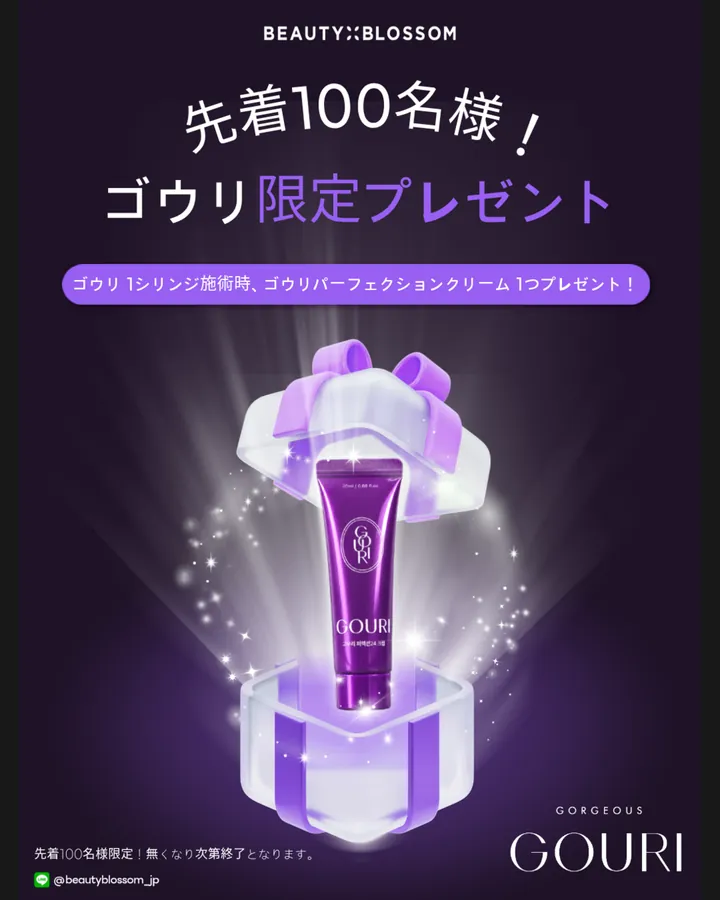 BEAUTY BLOSSOM
先着100名様！
ゴウリ限定プレゼント
ゴウリ 1シリンジ施術時、ゴウリパーフェクションクリーム 1つプレゼント！
GOURI
GOURI
先着100名様限定！無くなり次第終了となります。
@beautyblossom_jp
GORGEOUS
GOURI